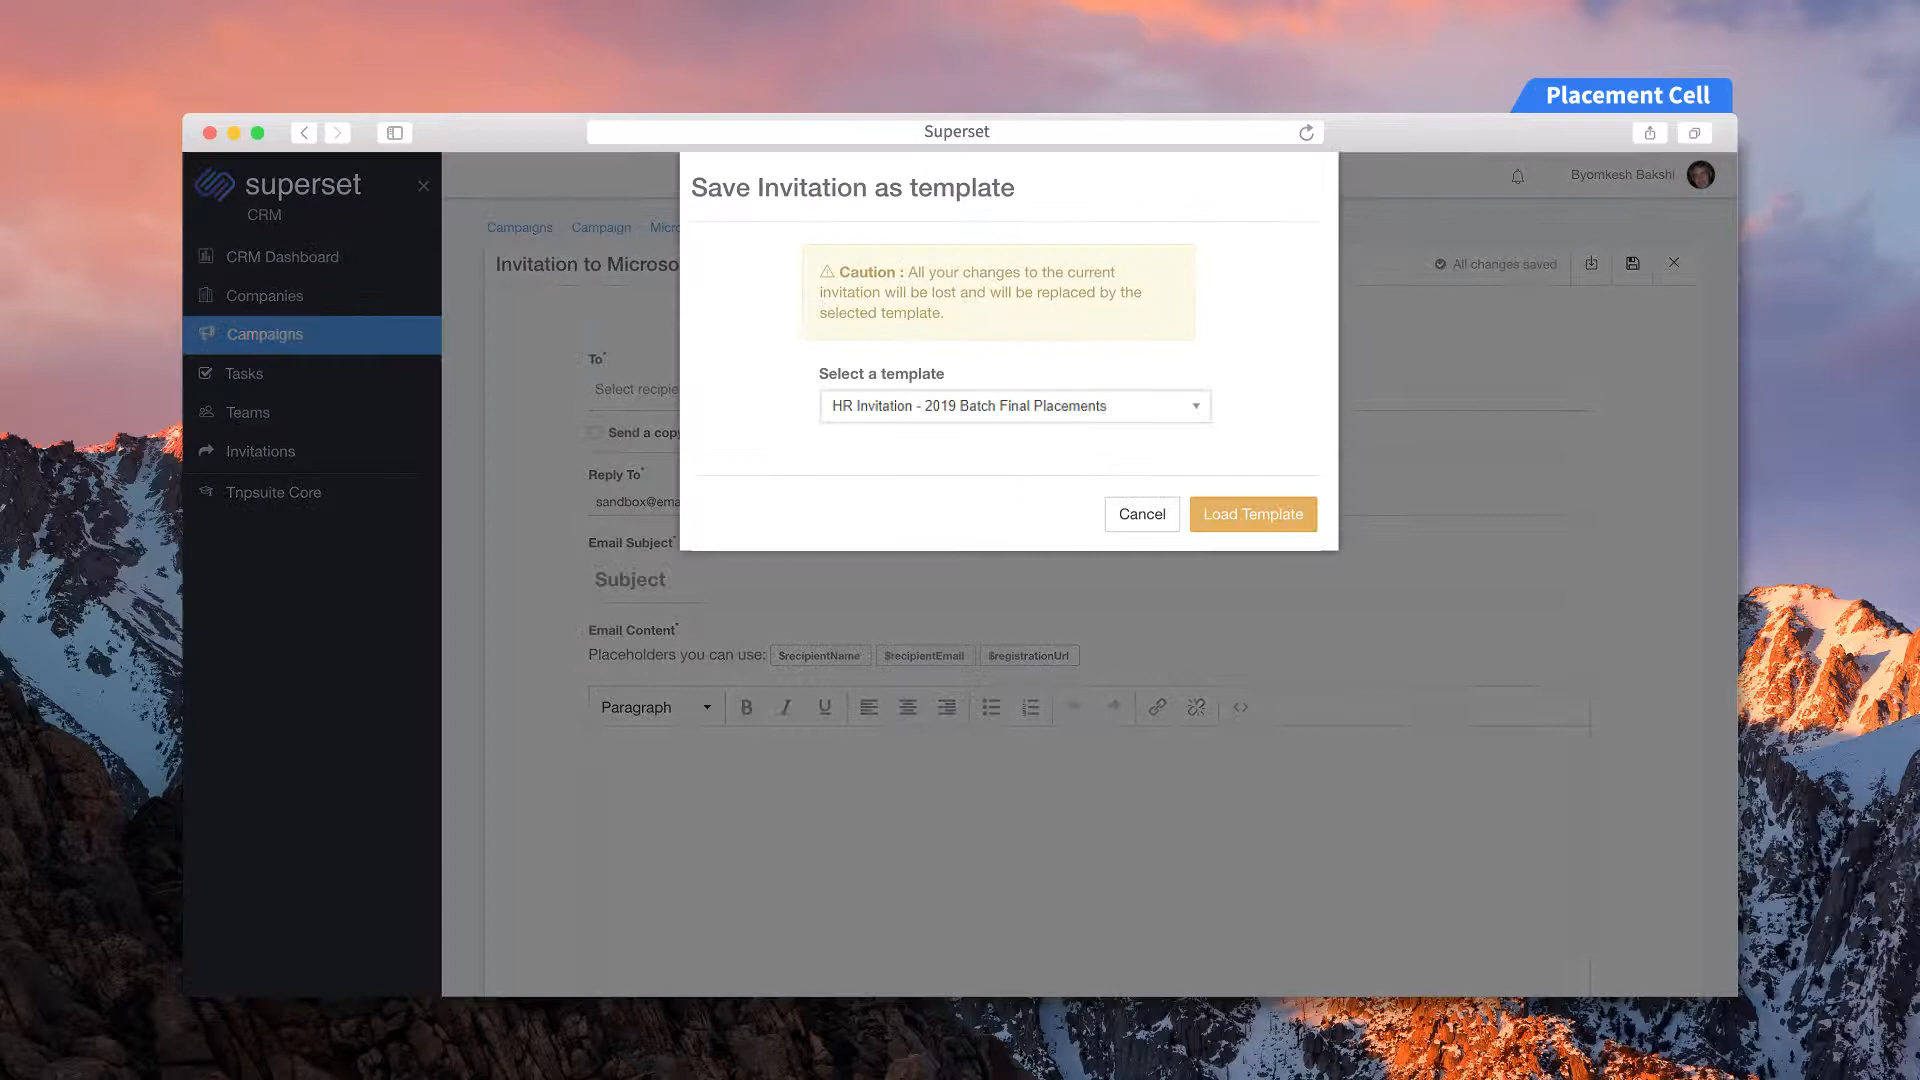 Placement Cell
Superset
superset
CRM
Byomkesh Bakshi
CRM Dashboard
Companies
Campaigns
Tasks
Teams
Invitations
Tnpsuite Core
Campaigns Campaign Micro
Invitation to Microso
All changes saved
Save Invitation as template
Caution : All your changes to the current
invitation will be lost and will be replaced by the
selected template.
Select a template
HR Invitation - 2019 Batch Final Placements
Cancel
Load Template
To*
Select recipie
Send a copy
Reply To*
sandbox@ema
Email Subject*
Subject
Email Content*
Placeholders you can use: $recipientName $recipientEmail $registrationUrl
Paragraph B I U